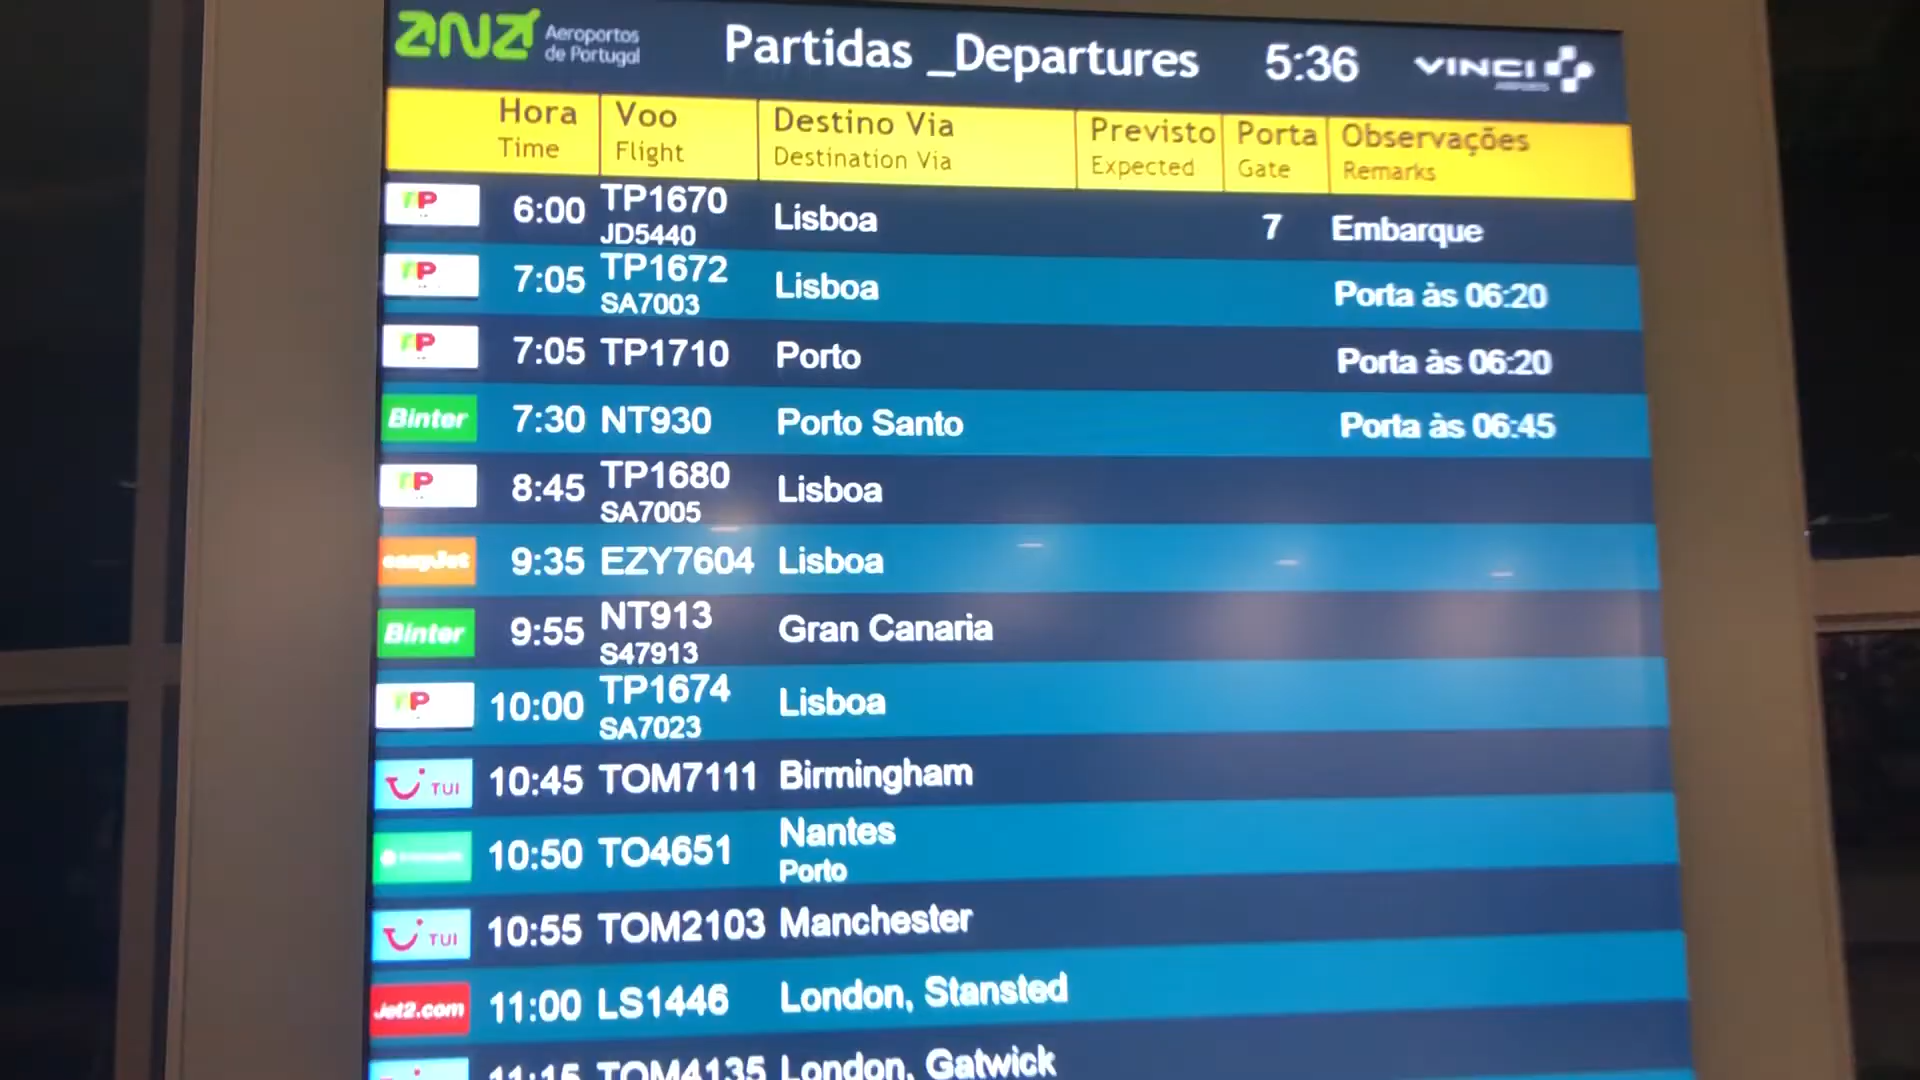 ANA Aeroportos de Portugal Partidas _Departures 5:36 VINCI AIRPORTS
Hora Voo Destino Via Previsto Porta Observações
Time Flight Destination Via Expected Gate Remarks
TP 6:00 TP1670 Lisboa 7 Embarque
JD5440
TP 7:05 TP1672 Lisboa Porta às 06:20
SA7003
TP 7:05 TP1710 Porto Porta às 06:20
Binter 7:30 NT930 Porto Santo Porta às 06:45
TP 8:45 TP1680 Lisboa
SA7005
easyJet 9:35 EZY7604 Lisboa
Binter 9:55 NT913 Gran Canaria
S47913
TP 10:00 TP1674 Lisboa
SA7023
TUI 10:45 TOM7111 Birmingham
10:50 TO4651 Nantes
Porto
TUI 10:55 TOM2103 Manchester
Jet2.com 11:00 LS1446 London, Stansted
11:15 TOM4135 London, Gatwick